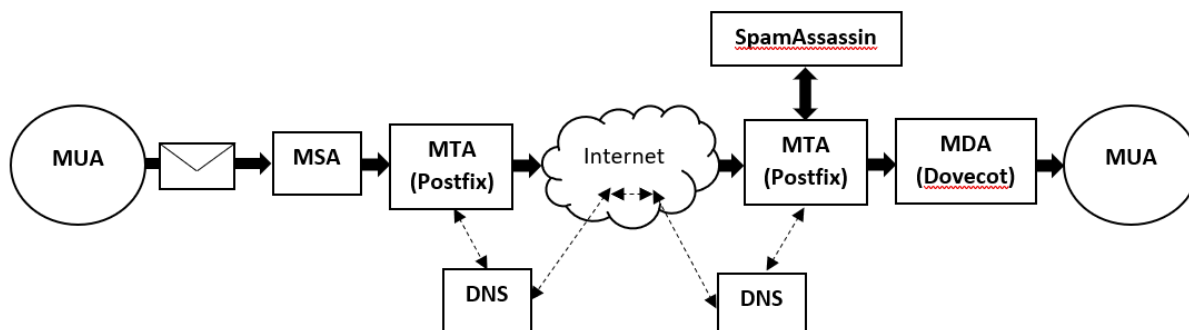 SpamAssassin
MUA
MSA
MTA
(Postfix)
Internet
MTA
(Postfix)
MDA
(Dovecot)
MUA
DNS
DNS